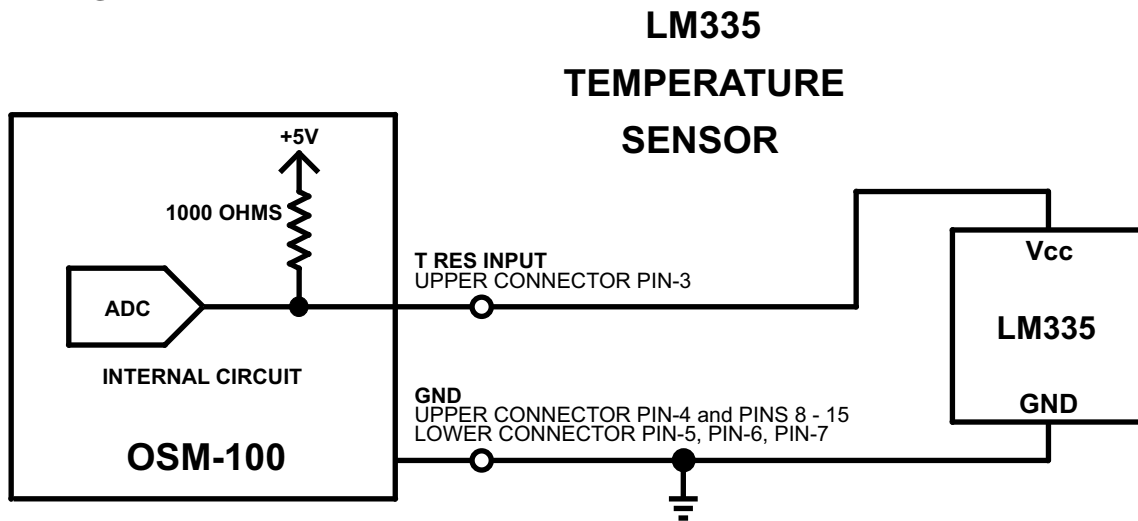 LM335
TEMPERATURE
SENSOR
+5V
1000 OHMS
ADC
INTERNAL CIRCUIT
OSM-100
T RES INPUT
UPPER CONNECTOR PIN-3
GND
UPPER CONNECTOR PIN-4 and PINS 8 - 15
LOWER CONNECTOR PIN-5, PIN-6, PIN-7
Vcc
LM335
GND